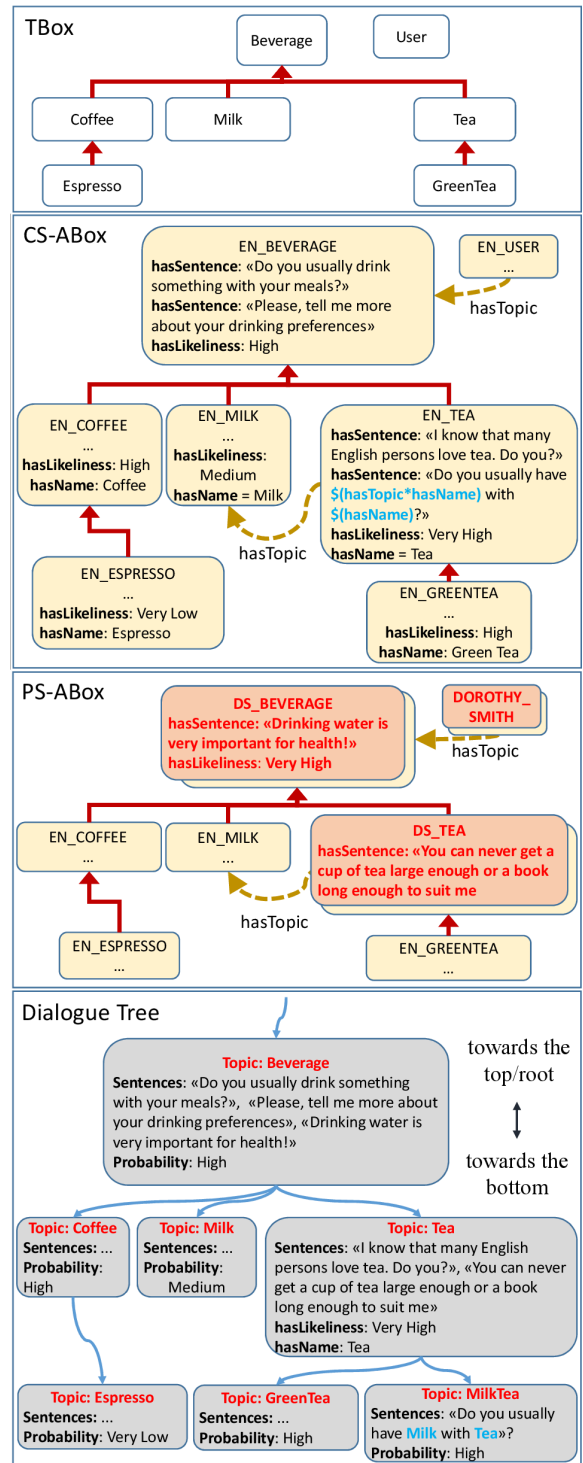 TBox
Beverage
User
Coffee
Milk
Tea
Espresso
GreenTea
CS-ABox
EN_BEVERAGE
hasSentence: «Do you usually drink
something with your meals?»
hasSentence: «Please, tell me more
about your drinking preferences»
hasLikeliness: High
EN_USER
...
hasTopic
EN_COFFEE
...
hasLikeliness: High
hasName: Coffee
EN_MILK
...
hasLikeliness:
Medium
hasName = Milk
EN_TEA
hasSentence: «I know that many
English persons love tea. Do you?»
hasSentence: «Do you usually have
$(hasTopic*hasName) with
$(hasName)?»
hasLikeliness: Very High
hasName = Tea
hasTopic
EN_ESPRESSO
...
hasLikeliness: Very Low
hasName: Espresso
EN_GREENTEA
...
hasLikeliness: High
hasName: Green Tea
PS-ABox
DS_BEVERAGE
hasSentence: «Drinking water is
very important for health!»
hasLikeliness: Very High
DOROTHY_
SMITH
hasTopic
EN_COFFEE
...
EN_MILK
...
DS_TEA
hasSentence: «You can never get a
cup of tea large enough or a book
long enough to suit me
hasTopic
EN_ESPRESSO
...
EN_GREENTEA
...
Dialogue Tree
Topic: Beverage
Sentences: «Do you usually drink something
with your meals?», «Please, tell me more about
your drinking preferences», «Drinking water is
very important for health!»
Probability: High
towards the
top/root
towards the
bottom
Topic: Coffee
Sentences: ...
Probability:
High
Topic: Milk
Sentences: ...
Probability:
Medium
Topic: Tea
Sentences: «I know that many English
persons love tea. Do you?», «You can never
get a cup of tea large enough or a book
long enough to suit me»
hasLikeliness: Very High
hasName: Tea
Topic: Espresso
Sentences: ...
Probability: Very Low
Topic: GreenTea
Sentences: ...
Probability: High
Topic: MilkTea
Sentences: «Do you usually
have Milk with Tea»?
Probability: High